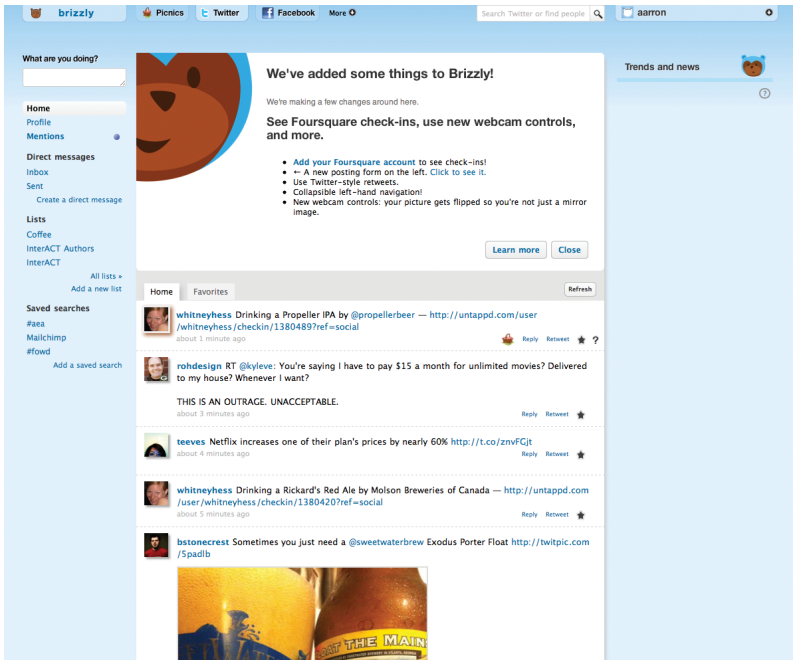 brizzly
Picnics
Twitter
Facebook
More
Search Twitter or find people
aarron
What are you doing?
Home
Profile
Mentions
Direct messages
Inbox
Sent
Create a direct message
Lists
Coffee
InterACT Authors
InterACT
All lists »
Add a new list
Saved searches
#aea
Mailchimp
#fowd
Add a saved search
We've added some things to Brizzly!
We're making a few changes around here.
See Foursquare check-ins, use new webcam controls,
and more.
• Add your Foursquare account to see check-ins!
• ← A new posting form on the left. Click to see it.
• Use Twitter-style retweets.
• Collapsible left-hand navigation!
• New webcam controls: your picture gets flipped so you're not just a mirror
image.
Learn more
Close
Home
Favorites
Refresh
whitneyhess Drinking a Propeller IPA by @propellerbeer — http://untappd.com/user
/whitneyhess/checkin/1380489?ref=social
about 1 minute ago
Reply
Retweet
?
rohdesign RT @kyleve: You're saying I have to pay $15 a month for unlimited movies? Delivered
to my house? Whenever I want?
THIS IS AN OUTRAGE. UNACCEPTABLE.
about 3 minutes ago
Reply
Retweet
teeves Netflix increases one of their plan's prices by nearly 60% http://t.co/znvFGjt
about 4 minutes ago
Reply
Retweet
whitneyhess Drinking a Rickard's Red Ale by Molson Breweries of Canada — http://untappd.com
/user/whitneyhess/checkin/1380420?ref=social
about 5 minutes ago
Reply
Retweet
bstonecrest Sometimes you just need a @sweetwaterbrew Exodus Porter Float http://twitpic.com
/5padlb
THE MAIN
Trends and news
?